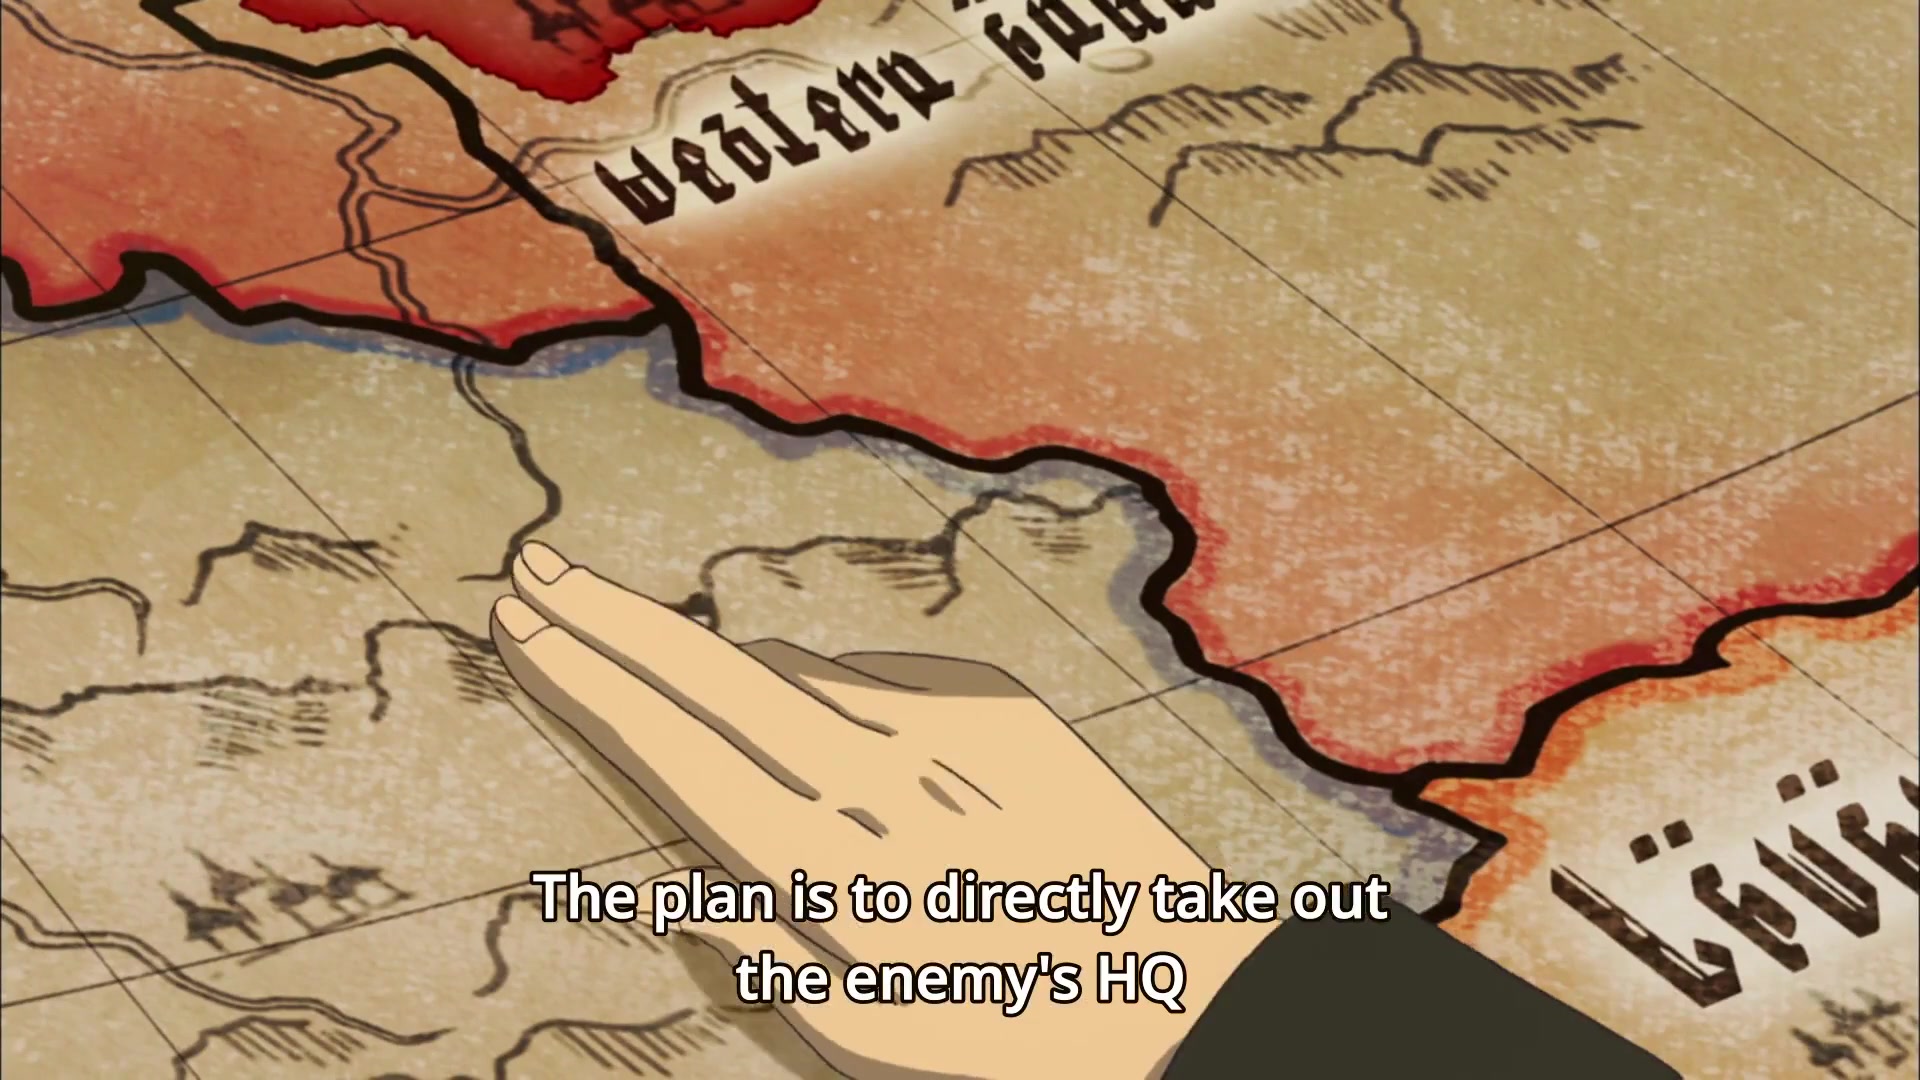 Western
The plan is to directly take out
the enemy's HQ